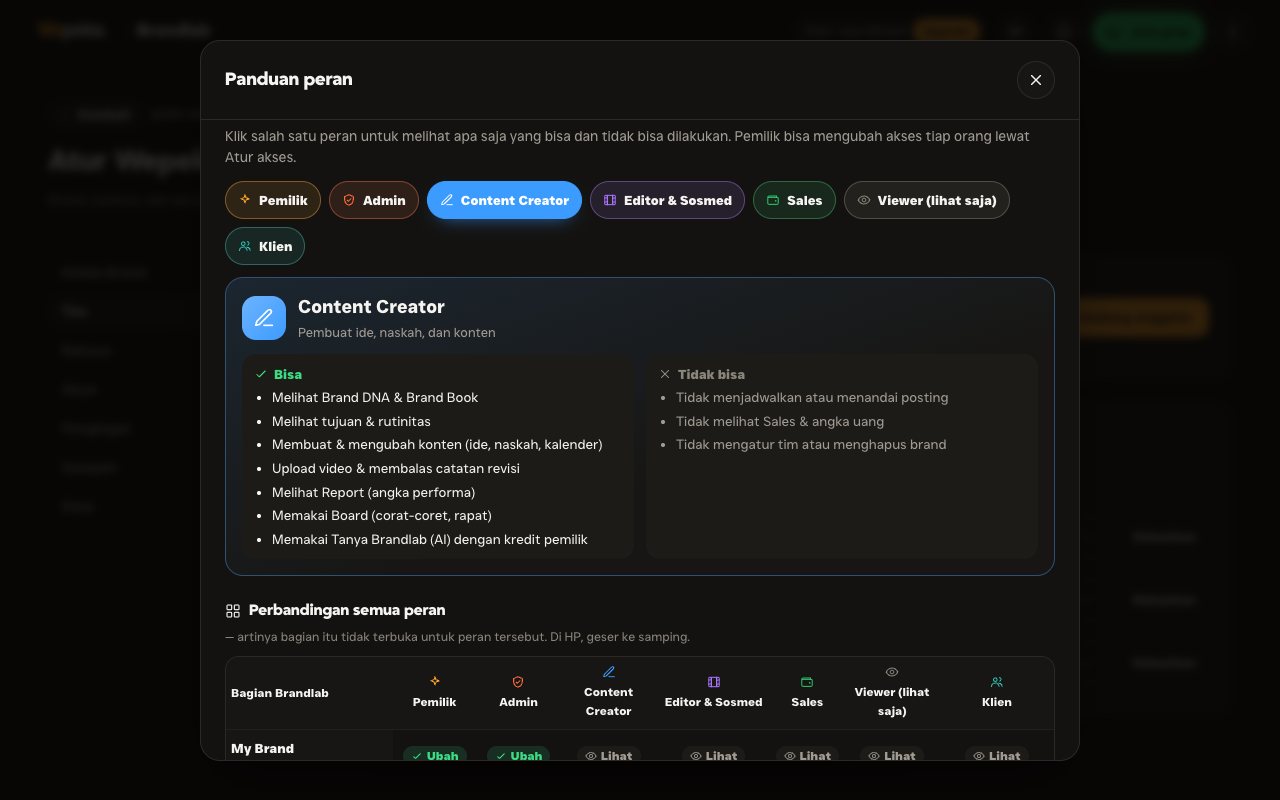 Panduan peran
Klik salah satu peran untuk melihat apa saja yang bisa dan tidak bisa dilakukan. Pemilik bisa mengubah akses tiap orang lewat
Atur akses.
Pemilik
Admin
Content Creator
Editor & Sosmed
Sales
Viewer (lihat saja)
Klien
Content Creator
Pembuat ide, naskah, dan konten
Bisa
Melihat Brand DNA & Brand Book
Melihat tujuan & rutinitas
Membuat & mengubah konten (ide, naskah, kalender)
Upload video & membalas catatan revisi
Melihat Report (angka performa)
Memakai Board (corat-coret, rapat)
Memakai Tanya Brandlab (AI) dengan kredit pemilik
Tidak bisa
Tidak menjadwalkan atau menandai posting
Tidak melihat Sales & angka uang
Tidak mengatur tim atau menghapus brand
Perbandingan semua peran
— artinya bagian itu tidak terbuka untuk peran tersebut. Di HP, geser ke samping.
Bagian Brandlab
Pemilik
Admin
Content
Creator
Editor & Sosmed
Sales
Viewer (lihat
saja)
Klien
My Brand
Ubah
Ubah
Lihat
Lihat
Lihat
Lihat
Lihat